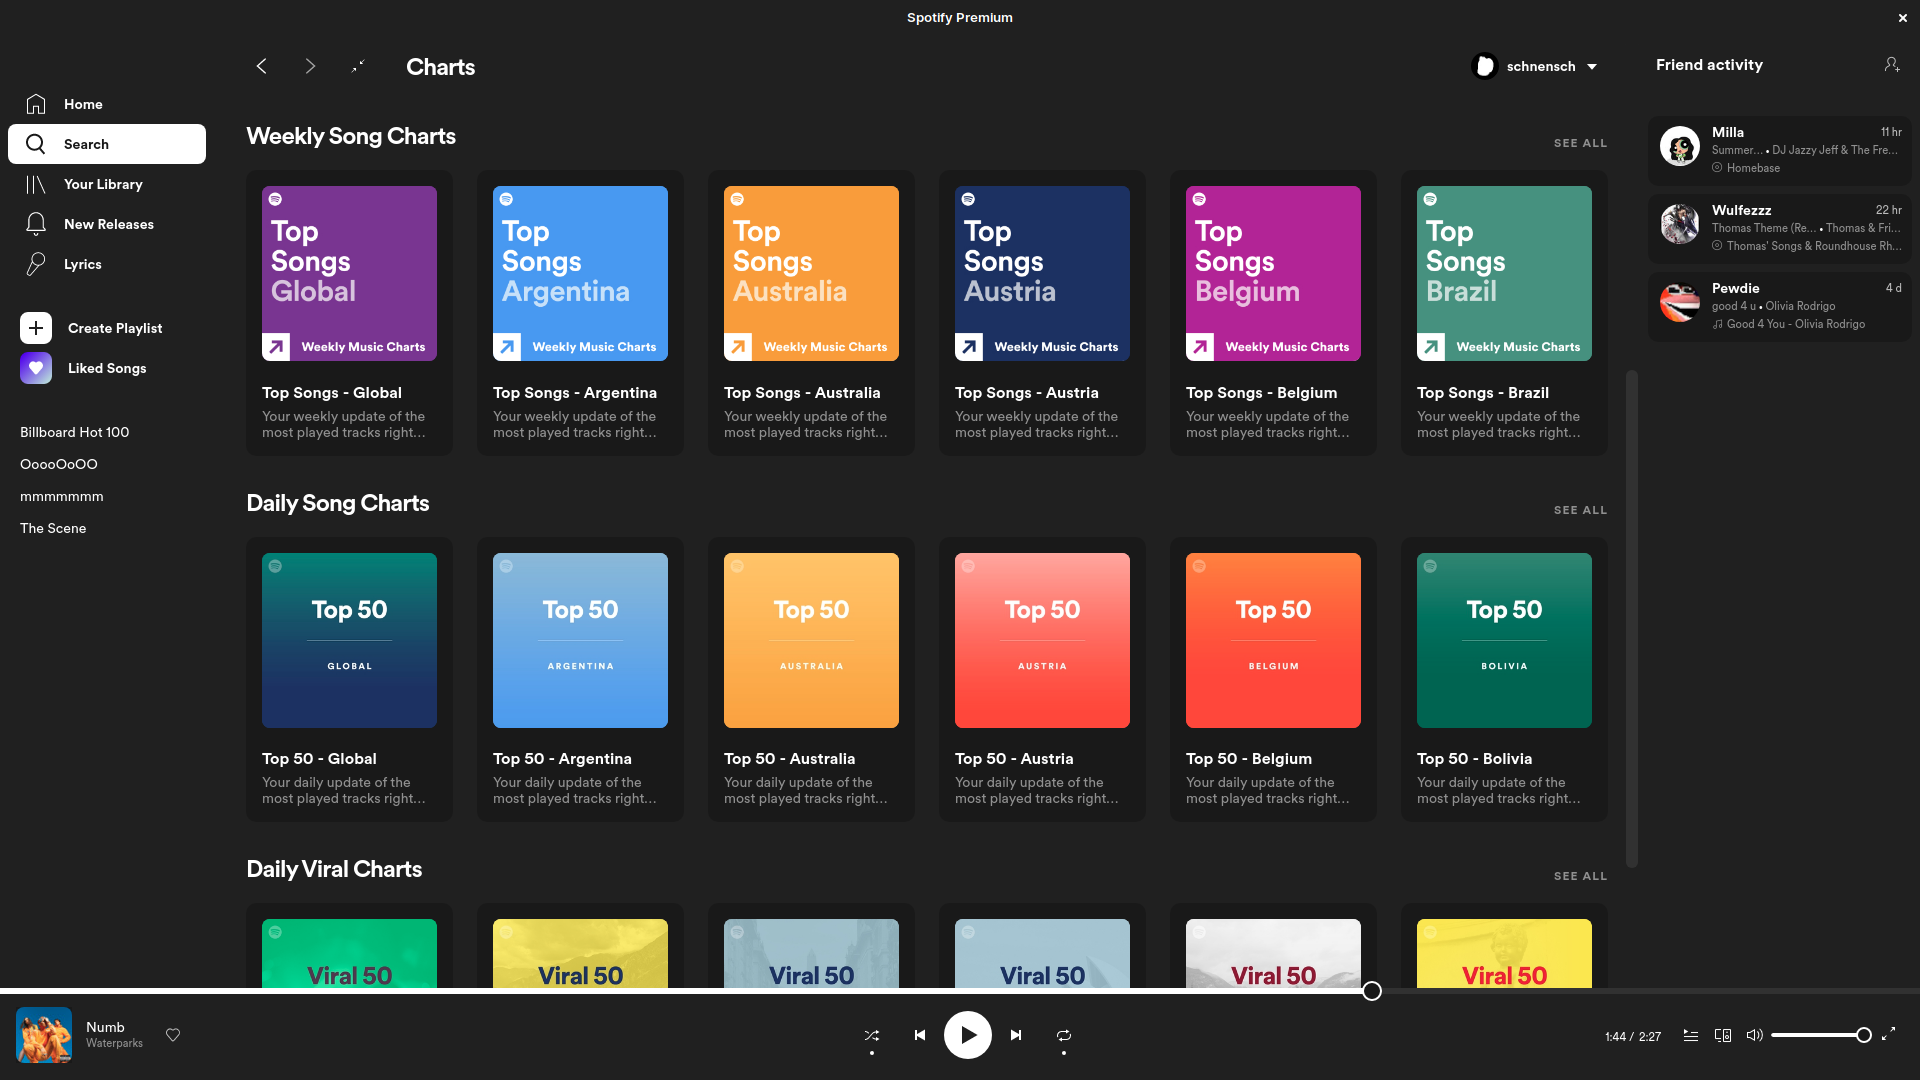 Spotify Premium
Charts
schnensch
Friend activity
Home
Search
Your Library
New Releases
Lyrics
Create Playlist
Liked Songs
Billboard Hot 100
OoooOoOO
mmmmmmm
The Scene
Weekly Song Charts
SEE ALL
Top
Songs
Global
Weekly Music Charts
Top Songs - Global
Your weekly update of the
most played tracks right...
Top
Songs
Argentina
Weekly Music Charts
Top Songs - Argentina
Your weekly update of the
most played tracks right...
Top
Songs
Australia
Weekly Music Charts
Top Songs - Australia
Your weekly update of the
most played tracks right...
Top
Songs
Austria
Weekly Music Charts
Top Songs - Austria
Your weekly update of the
most played tracks right...
Top
Songs
Belgium
Weekly Music Charts
Top Songs - Belgium
Your weekly update of the
most played tracks right...
Top
Songs
Brazil
Weekly Music Charts
Top Songs - Brazil
Your weekly update of the
most played tracks right...
Daily Song Charts
SEE ALL
Top 50
GLOBAL
Top 50 - Global
Your daily update of the
most played tracks right...
Top 50
ARGENTINA
Top 50 - Argentina
Your daily update of the
most played tracks right...
Top 50
AUSTRALIA
Top 50 - Australia
Your daily update of the
most played tracks right...
Top 50
AUSTRIA
Top 50 - Austria
Your daily update of the
most played tracks right...
Top 50
BELGIUM
Top 50 - Belgium
Your daily update of the
most played tracks right...
Top 50
BOLIVIA
Top 50 - Bolivia
Your daily update of the
most played tracks right...
Daily Viral Charts
SEE ALL
Viral 50
Viral 50
Viral 50
Viral 50
Viral 50
Viral 50
Milla
11 hr
Summer... • DJ Jazzy Jeff & The Fre...
Homebase
Wulfezzz
22 hr
Thomas Theme (Re... • Thomas & Fri...
Thomas' Songs & Roundhouse Rh...
Pewdie
4 d
good 4 u • Olivia Rodrigo
Good 4 You - Olivia Rodrigo
Numb
Waterparks
1:44 / 2:27